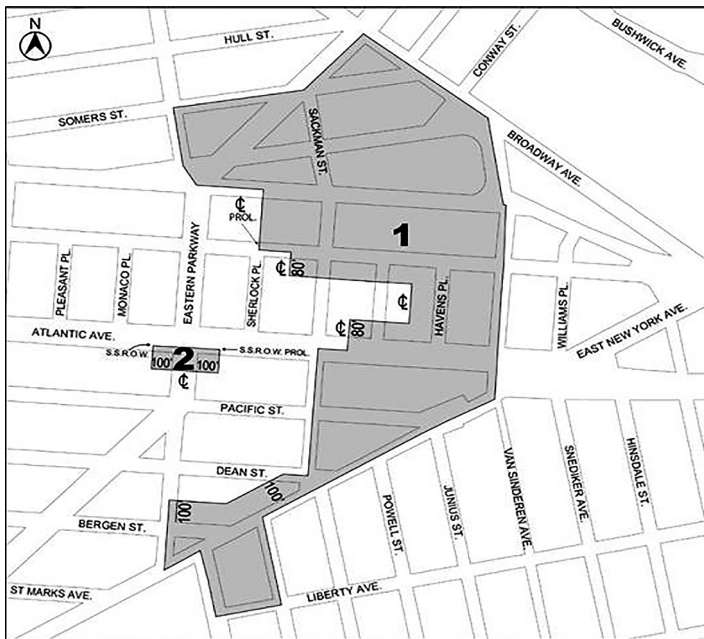 N
HULL ST.
CONWAY ST.
BUSHWICK AVE.
SOMERS ST.
SACKMAN ST.
BROADWAY AVE.
℄
PROL.
1
℄
80'
PLEASANT PL.
MONACO PL.
EASTERN PARKWAY
SHERLOCK PL.
℄
HAVENS PL.
WILLIAMS PL.
℄
80'
ATLANTIC AVE.
EAST NEW YORK AVE.
S.S.R.O.W.
2
S.S.R.O.W. PROL.
100'
100'
℄
PACIFIC ST.
DEAN ST.
100'
100'
BERGEN ST.
POWELL ST.
JUNIUS ST.
VAN SINDEREN AVE.
SNEDIKER AVE.
HINSDALE ST.
ST MARKS AVE.
LIBERTY AVE.